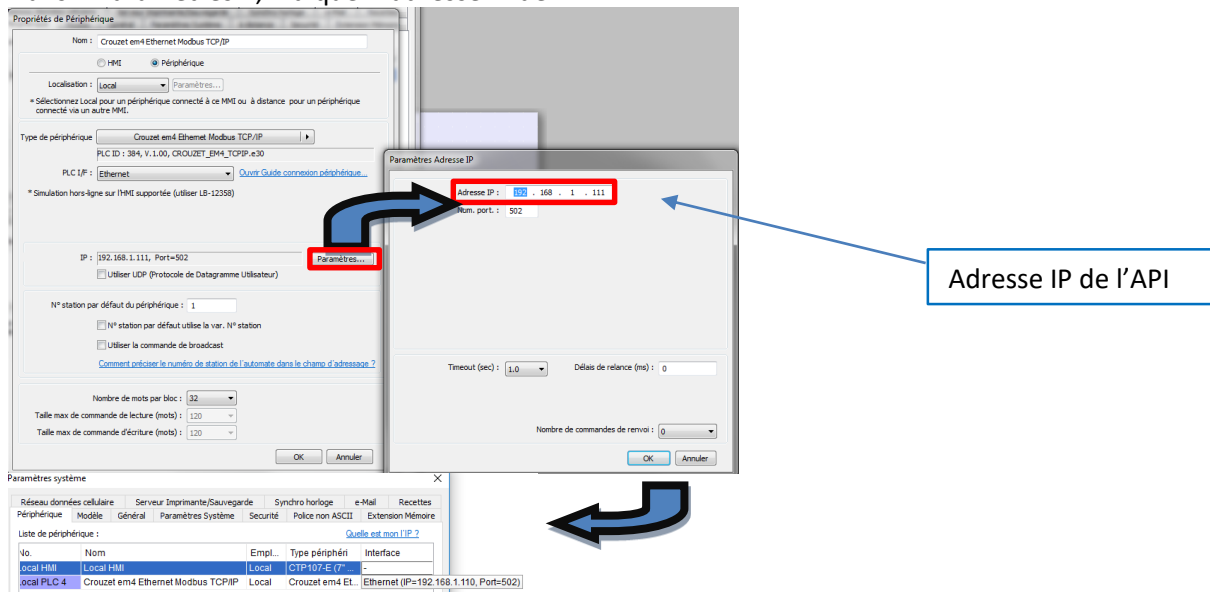 Propriétés de Périphérique
Nom : Crouzet em4 Ethernet Modbus TCP/IP
HMI Périphérique
Localisation : Local Paramètres...
* Sélectionnez Local pour un périphérique connecté à ce MMI ou à distance pour un périphérique
connecté via un autre MMI.
Type de périphérique Crouzet em4 Ethernet Modbus TCP/IP
PLC ID : 384, V.1.00, CROUZET_EM4_TCPIP.e30
PLC I/F : Ethernet Ouvrir Guide connexion périphérique...
* Simulation hors-ligne sur l'HMI supportée (utiliser LB-12358)
IP : 192.168.1.111, Port=502 Paramètres...
Utiliser UDP (Protocole de Datagramme Utilisateur)
N° station par défaut du périphérique : 1
N° station par défaut utilise la var. N° station
Utiliser la commande de broadcast
Comment préciser le numéro de station de l'automate dans le champ d'adressage ?
Nombre de mots par bloc : 32
Taille max de commande de lecture (mots) : 120
Taille max de commande d'écriture (mots) : 120
OK Annuler
Paramètres Adresse IP
Adresse IP : 192 . 168 . 1 . 111
Num. port. : 502
Timeout (sec) : 1.0 Délais de relance (ms) : 0
Nombre de commandes de renvoi : 0
OK Annuler
Adresse IP de l'API
Paramètres système
Réseau données cellulaire Serveur Imprimante/Sauvegarde Synchro horloge e-Mail Recettes
Périphérique Modèle Général Paramètres Système Securité Police non ASCII Extension Mémoire
Liste de périphérique : Quelle est mon l'IP ?
No. Nom Empl... Type périphéri Interface
Local HMI Local HMI Local CTP107-E (7" ... -
Local PLC 4 Crouzet em4 Ethernet Modbus TCP/IP Local Crouzet em4 Et... Ethernet (IP=192.168.1.110, Port=502)